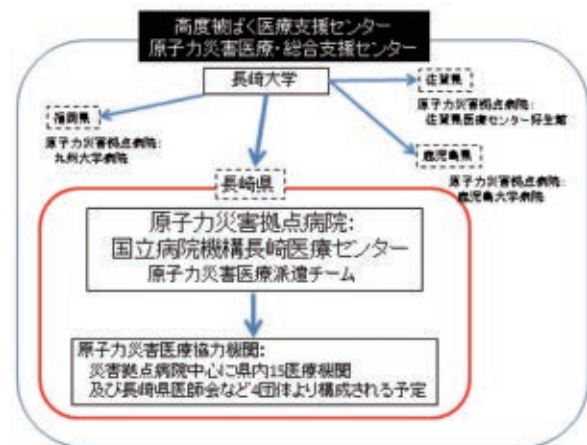 高度被ばく医療支援センター
原子力災害医療・総合支援センター
長崎大学
佐賀県
原子力災害拠点病院:
佐賀県医療センター好生館
福岡県
原子力災害拠点病院:
九州大学病院
鹿児島県
原子力災害拠点病院:
鹿児島大学病院
長崎県
原子力災害拠点病院:
国立病院機構長崎医療センター
原子力災害医療派遣チーム
原子力災害医療協力機関:
災害拠点病院中心に県内15医療機関
及び長崎県医師会など4団体より構成される予定